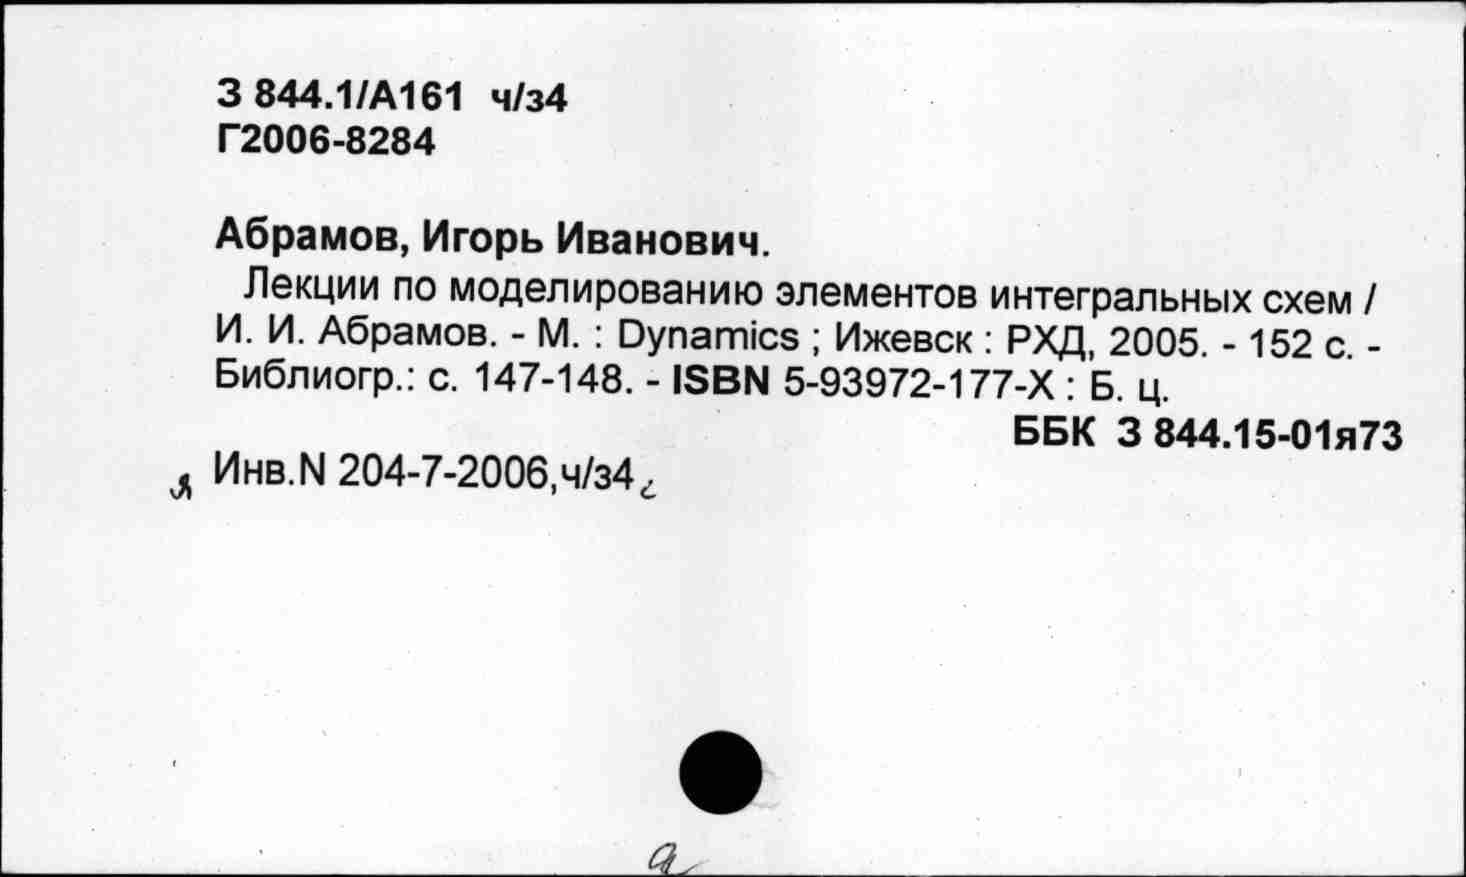 З 844.1/А161 ч/з4
Г2006-8284
Абрамов, Игорь Иванович.
Лекции по моделированию элементов интегральных схем /
И. И. Абрамов. - М. : Dynamics ; Ижевск : РХД, 2005. - 152 с. -
Библиогр.: с. 147-148. - ISBN 5-93972-177-X : Б. ц.
ББК З 844.15-01я73
Инв.N 204-7-2006,ч/з4